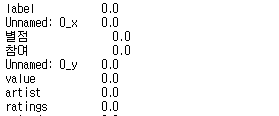 label 0.0
Unnamed: 0_x 0.0
별점 0.0
참여 0.0
Unnamed: 0_y 0.0
value 0.0
artist 0.0
ratings 0.0